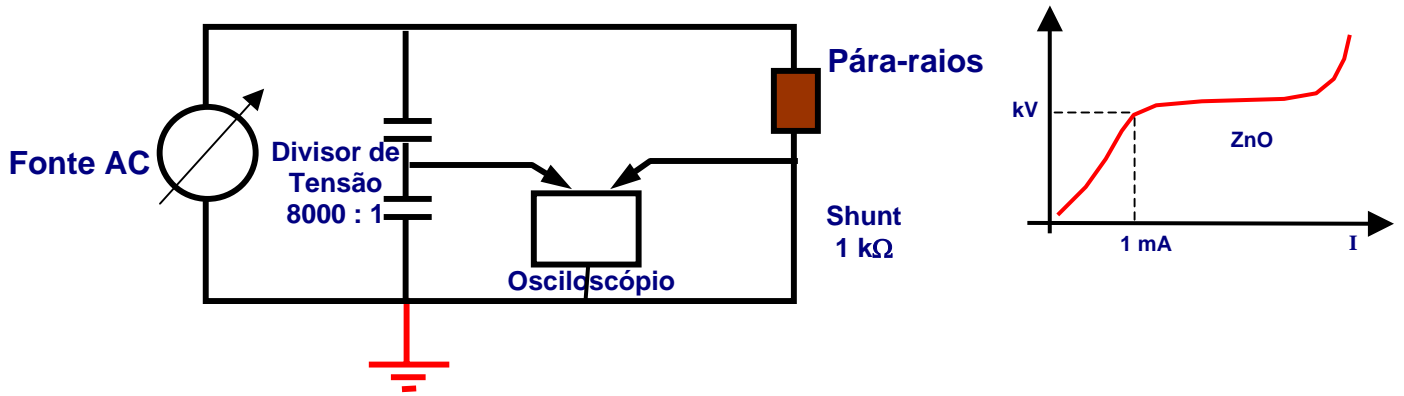 Fonte AC
Divisor de
Tensão
8000 : 1
Osciloscópio
Pára-raios
Shunt
1 kΩ
kV
ZnO
1 mA
I